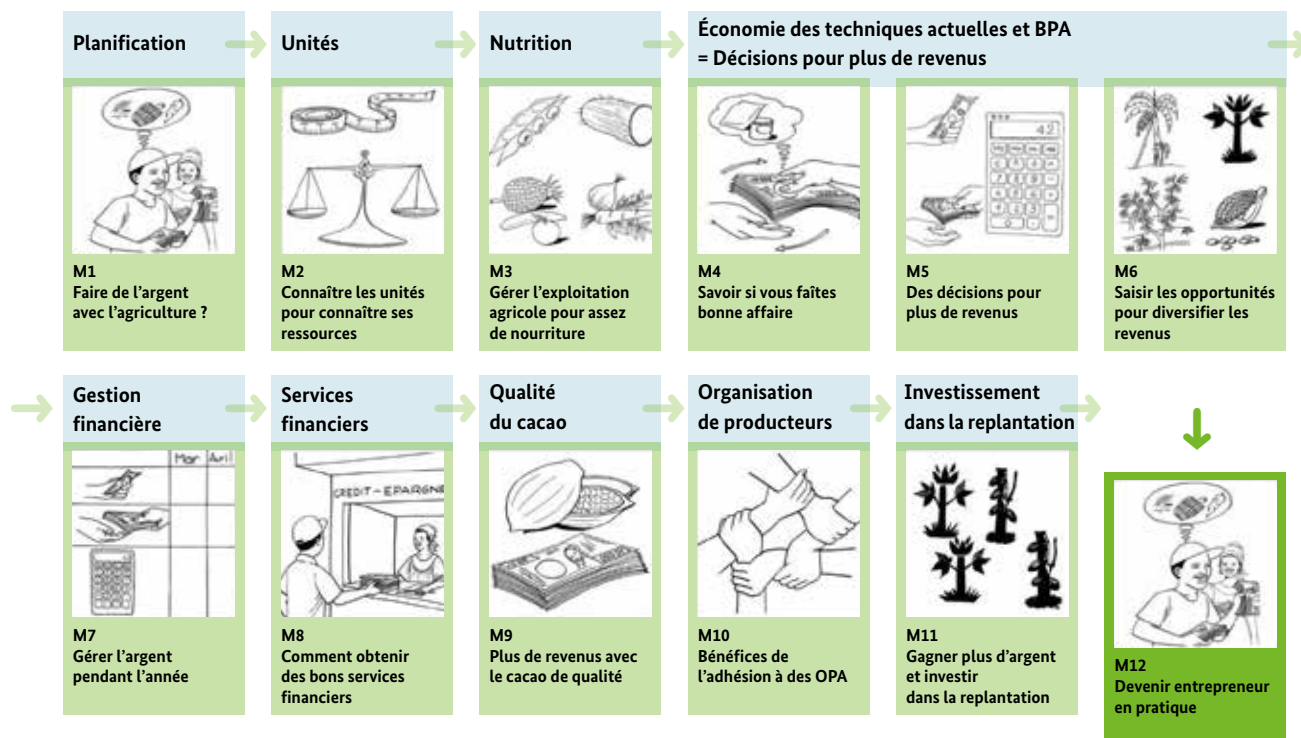 Planification
Unités
Nutrition
Économie des techniques actuelles et BPA
= Décisions pour plus de revenus
M1
Faire de l'argent
avec l'agriculture ?
M2
Connaître les unités
pour connaître ses
ressources
M3
Gérer l'exploitation
agricole pour assez
de nourriture
M4
Savoir si vous faîtes
bonne affaire
42
M5
Des décisions pour
plus de revenus
M6
Saisir les opportunités
pour diversifier les
revenus
Gestion
financière
Services
financiers
Qualité
du cacao
Organisation
de producteurs
Investissement
dans la replantation
Mar Avril
M7
Gérer l'argent
pendant l'année
CREDIT-EPARGNE
M8
Comment obtenir
des bons services
financiers
M9
Plus de revenus avec
le cacao de qualité
M10
Bénéfices de
l'adhésion à des OPA
M11
Gagner plus d'argent
et investir
dans la replantation
M12
Devenir entrepreneur
en pratique